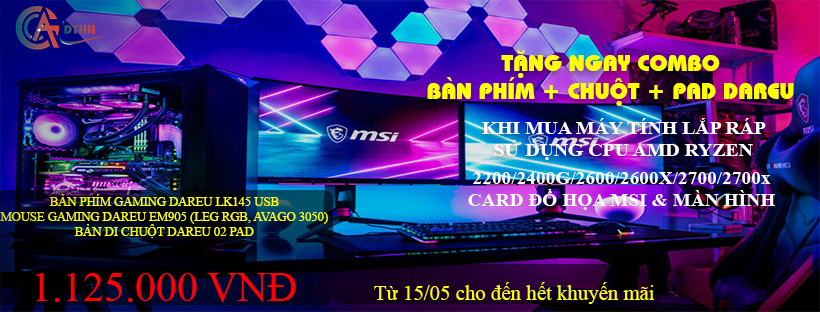 DTHH
TẶNG NGAY COMBO
BÀN PHÍM + CHUỘT + PAD DAREU
msi
KHI MUA MÁY TÍNH LẮP RÁP
SỬ DỤNG CPU AMD RYZEN
2200/2400G/2600/2600X/2700/2700x
CARD ĐỒ HỌA MSI & MÀN HÌNH
BÀN PHÍM GAMING DAREU LK145 USB
MOUSE GAMING DAREU EM905 (LEG RGB, AVAGO 3050)
BẢN DI CHUỘT DAREU 02 PAD
1.125.000 VNĐ
Từ 15/05 cho đến hết khuyến mãi